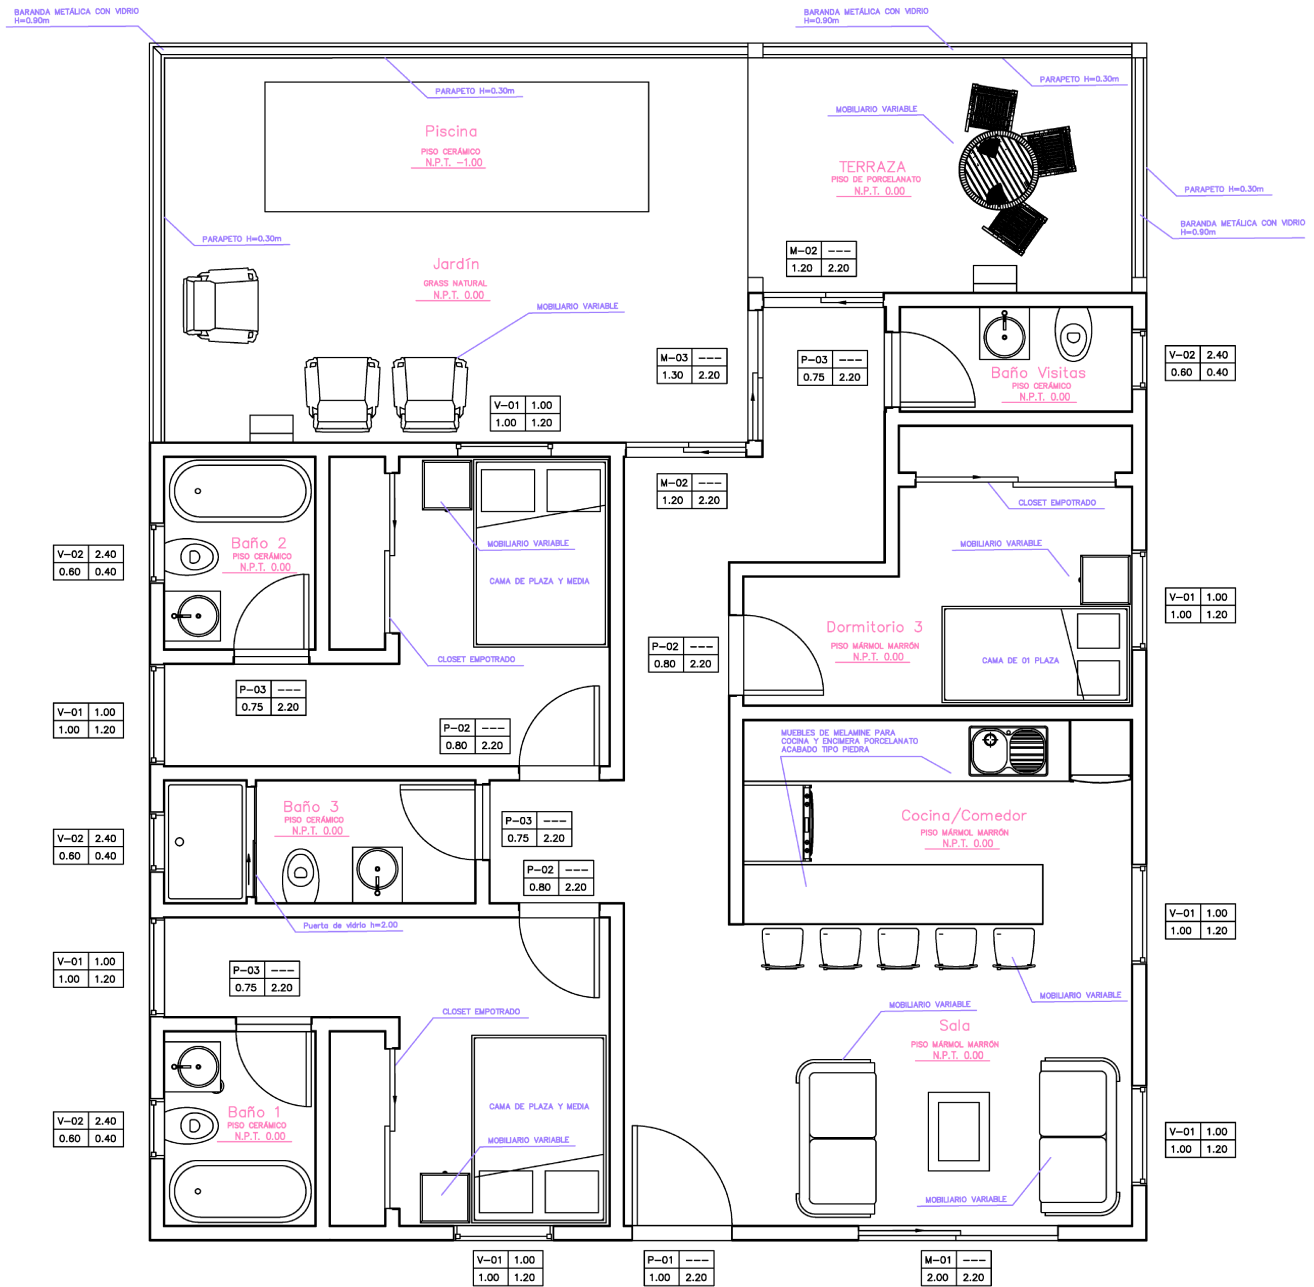 BARANDA METÁLICA CON VIDRIO
H=0.90m
BARANDA METÁLICA CON VIDRIO
H=0.90m
PARAPETO H=0.30m
PARAPETO H=0.30m
MOBILIARIO VARIABLE
Piscina
PISO CERÁMICO
N.P.T. -1.00
TERRAZA
PISO DE PORCELANATO
N.P.T. 0.00
PARAPETO H=0.30m
BARANDA METÁLICA CON VIDRIO
H=0.90m
PARAPETO H=0.30m
M-02 ---
1.20 2.20
Jardín
GRASS NATURAL
N.P.T. 0.00
MOBILIARIO VARIABLE
M-03 ---
1.30 2.20
P-03 ---
0.75 2.20
Baño Visitas
PISO CERÁMICO
N.P.T. 0.00
V-02 2.40
0.60 0.40
V-01 1.00
1.00 1.20
M-02 ---
1.20 2.20
CLOSET EMPOTRADO
Baño 2
PISO CERÁMICO
N.P.T. 0.00
V-02 2.40
0.60 0.40
MOBILIARIO VARIABLE
MOBILIARIO VARIABLE
CAMA DE PLAZA Y MEDIA
V-01 1.00
1.00 1.20
Dormitorio 3
PISO MÁRMOL MARRÓN
N.P.T. 0.00
P-02 ---
0.80 2.20
CAMA DE 01 PLAZA
CLOSET EMPOTRADO
P-03 ---
0.75 2.20
V-01 1.00
1.00 1.20
P-02 ---
0.80 2.20
MUEBLES DE MELAMINE PARA
COCINA Y ENCIMERA PORCELANATO
ACABADO TIPO PIEDRA
Baño 3
PISO CERÁMICO
N.P.T. 0.00
Cocina/Comedor
PISO MÁRMOL MARRÓN
N.P.T. 0.00
V-02 2.40
0.60 0.40
P-03 ---
0.75 2.20
P-02 ---
0.80 2.20
Puerta de vidrio h=2.00
V-01 1.00
1.00 1.20
V-01 1.00
1.00 1.20
P-03 ---
0.75 2.20
MOBILIARIO VARIABLE
CLOSET EMPOTRADO
MOBILIARIO VARIABLE
Sala
PISO MÁRMOL MARRÓN
N.P.T. 0.00
Baño 1
PISO CERÁMICO
N.P.T. 0.00
V-02 2.40
0.60 0.40
CAMA DE PLAZA Y MEDIA
MOBILIARIO VARIABLE
V-01 1.00
1.00 1.20
MOBILIARIO VARIABLE
V-01 1.00
1.00 1.20
P-01 ---
1.00 2.20
M-01 ---
2.00 2.20